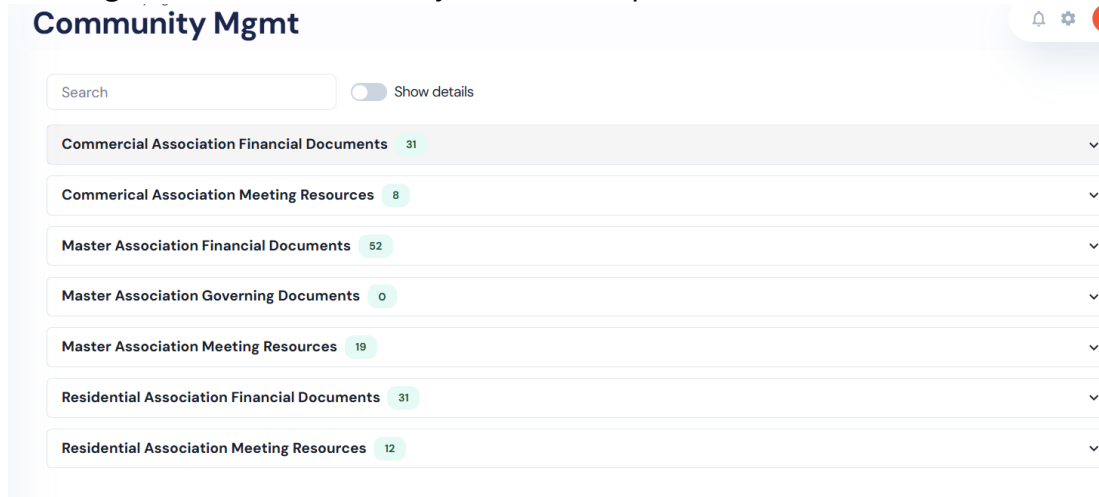 Community Mgmt
Search
Show details
Commercial Association Financial Documents 31
Commerical Association Meeting Resources 8
Master Association Financial Documents 52
Master Association Governing Documents 0
Master Association Meeting Resources 19
Residential Association Financial Documents 31
Residential Association Meeting Resources 12